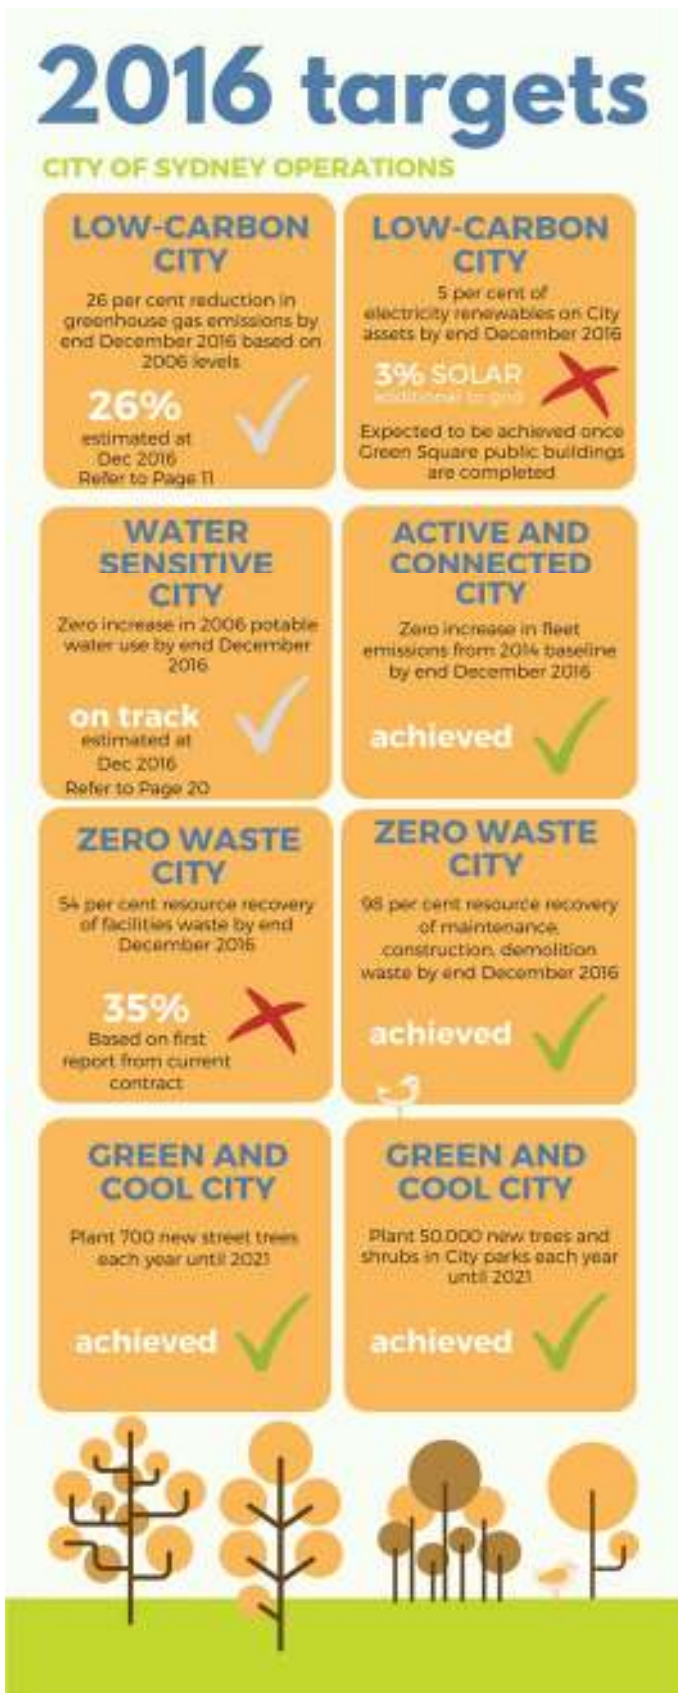 2016 targets
CITY OF SYDNEY OPERATIONS
LOW-CARBON
CITY
26 per cent reduction in
greenhouse gas emissions by
end December 2016 based on
2006 levels
26%
estimated at
Dec 2016
Refer to Page 11
LOW-CARBON
CITY
5 per cent of
electricity renewables on City
assets by end December 2016
3% SOLAR
additional to grid
Expected to be achieved once
Green Square public buildings
are completed
WATER
SENSITIVE
CITY
Zero increase in 2006 potable
water use by end December
2016
on track
estimated at
Dec 2016
Refer to Page 20
ACTIVE AND
CONNECTED
CITY
Zero increase in fleet
emissions from 2014 baseline
by end December 2016
achieved
ZERO WASTE
CITY
54 per cent resource recovery
of facilities waste by end
December 2016
35%
Based on first
report from current
contract
ZERO WASTE
CITY
98 per cent resource recovery
of maintenance,
construction, demolition
waste by end December 2016
achieved
GREEN AND
COOL CITY
Plant 700 new street trees
each year until 2021
achieved
GREEN AND
COOL CITY
Plant 50,000 new trees and
shrubs in City parks each year
until 2021
achieved